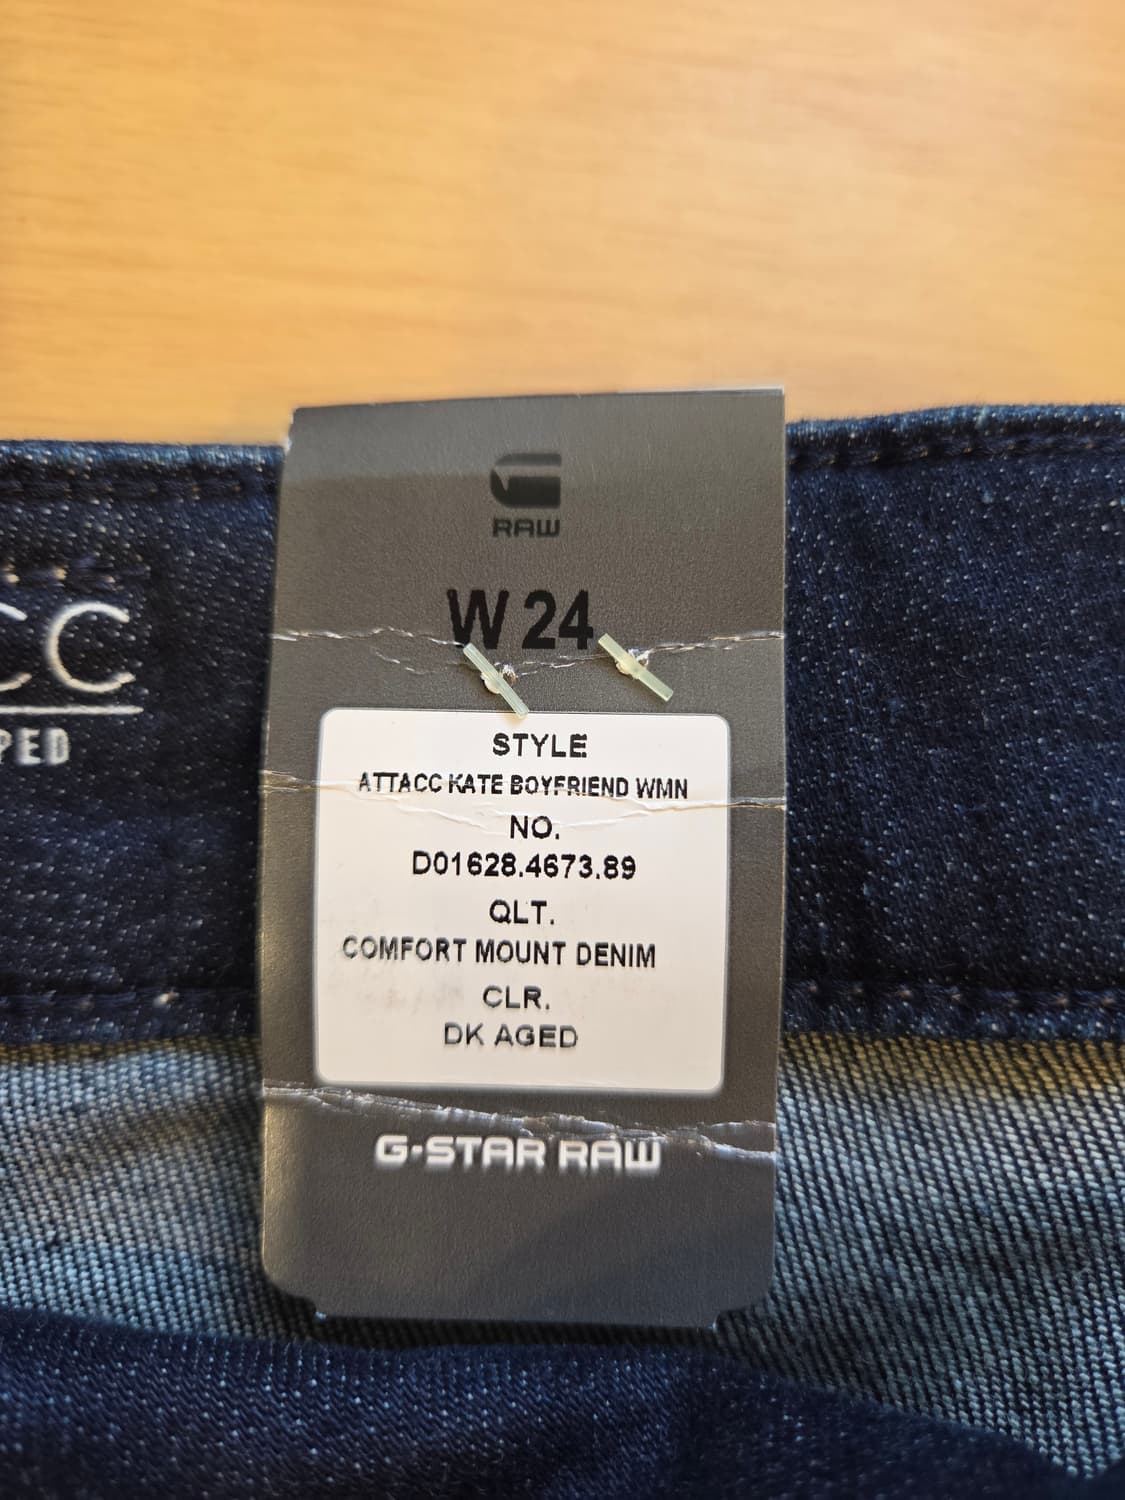 RAW
W 24
CC
PED
STYLE
ATTACC KATE BOYFRIEND WMN
NO.
D01628.4673.89
QLT.
COMFORT MOUNT DENIM
CLR.
DK AGED
G-STAR RAW